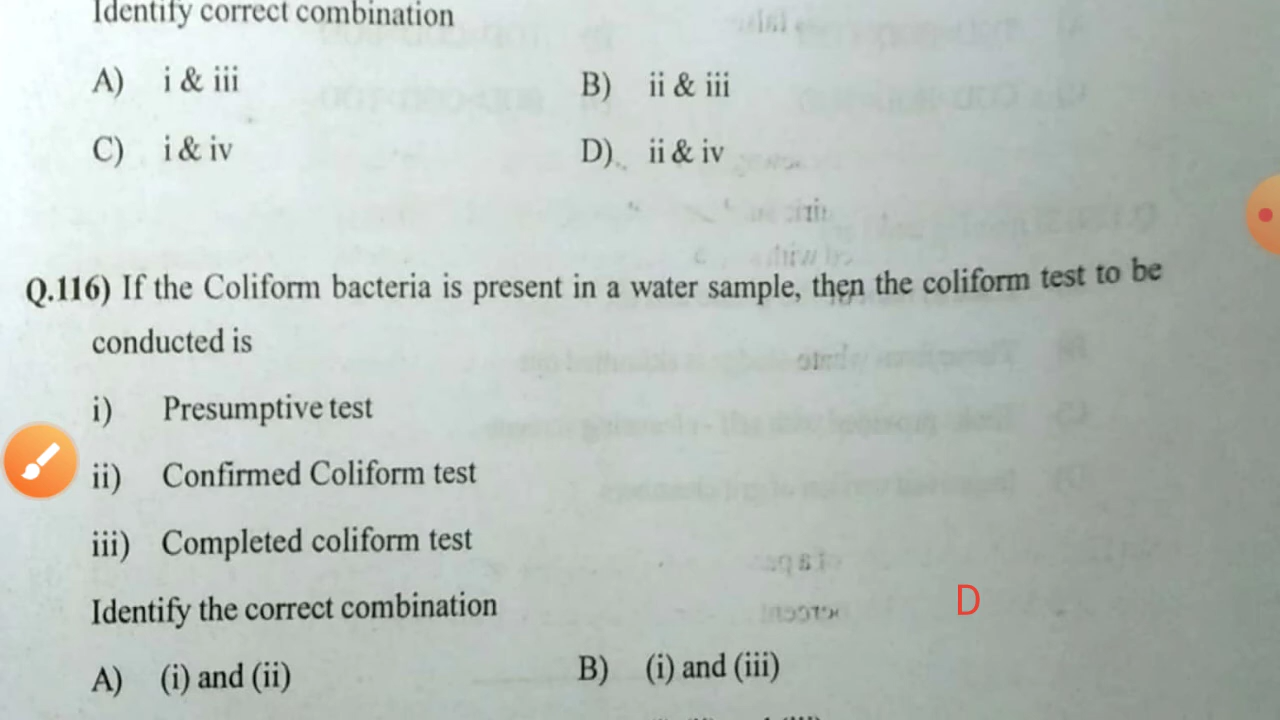 Identify correct combination
A) i & iii B) ii & iii
C) i & iv D) ii & iv
Q.116) If the Coliform bacteria is present in a water sample, then the coliform test to be
conducted is
i) Presumptive test
ii) Confirmed Coliform test
iii) Completed coliform test
Identify the correct combination
D
A) (i) and (ii) B) (i) and (iii)